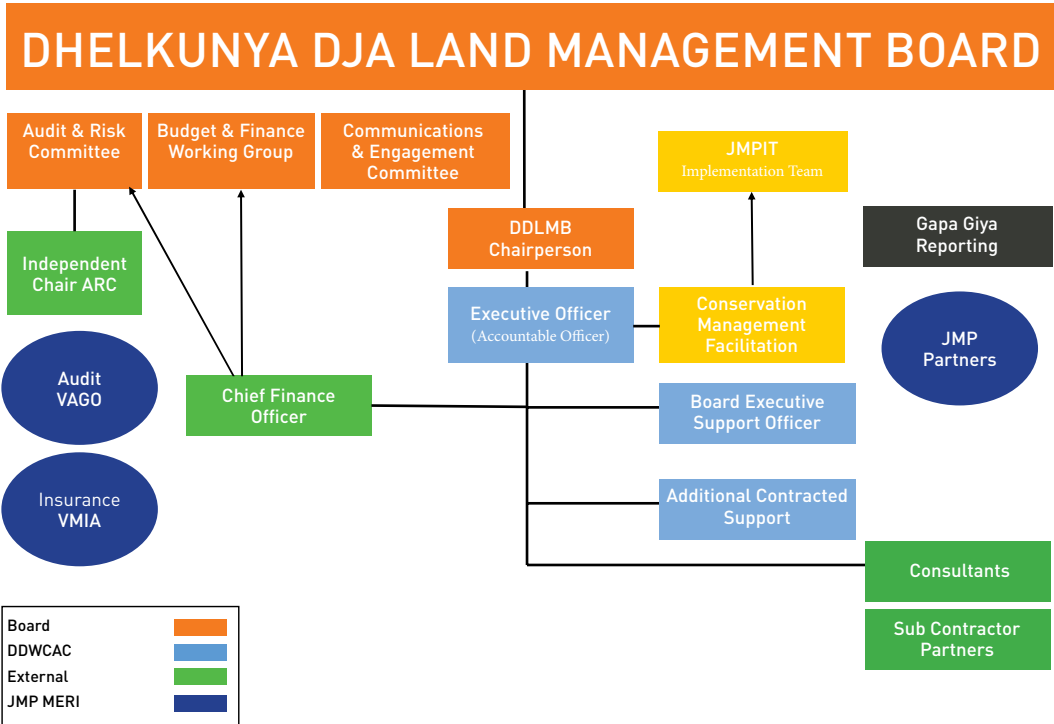 DHELKUNYA DJA LAND MANAGEMENT BOARD
Audit & Risk
Committee
Budget & Finance
Working Group
Communications
& Engagement
Committee
JMPIT
Implementation Team
DDLMB
Chairperson
Gapa Giya
Reporting
Independent
Chair ARC
Executive Officer
(Accountable Officer)
Conservation
Management
Facilitation
JMP
Partners
Audit
VAGO
Chief Finance
Officer
Board Executive
Support Officer
Insurance
VMIA
Additional Contracted
Support
Consultants
Sub Contractor
Partners
Board
DDWCAC
External
JMP MERI